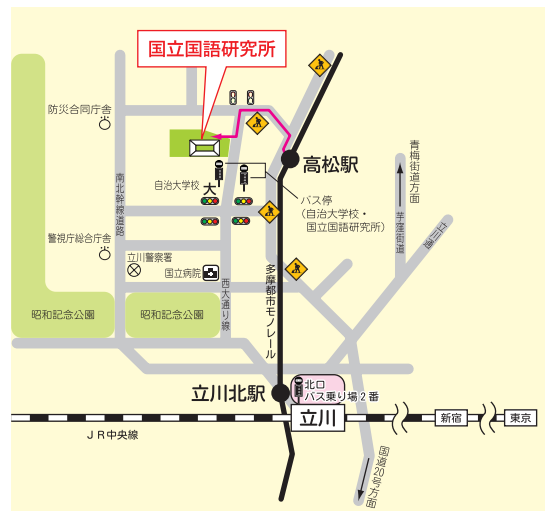 国立国語研究所
防災合同庁舎
高松駅
青梅街道方面
自治大学校
大
南北幹線道路
バス停
（自治大学校・
国立国語研究所）
芋窪街道
立川通
警視庁総合庁舎
立川警察署
国立病院
西大通り線
多摩都市モノレール
昭和記念公園
昭和記念公園
立川北駅
北口
バス乗り場2番
立川
新宿
東京
ＪＲ中央線
国道20号方面